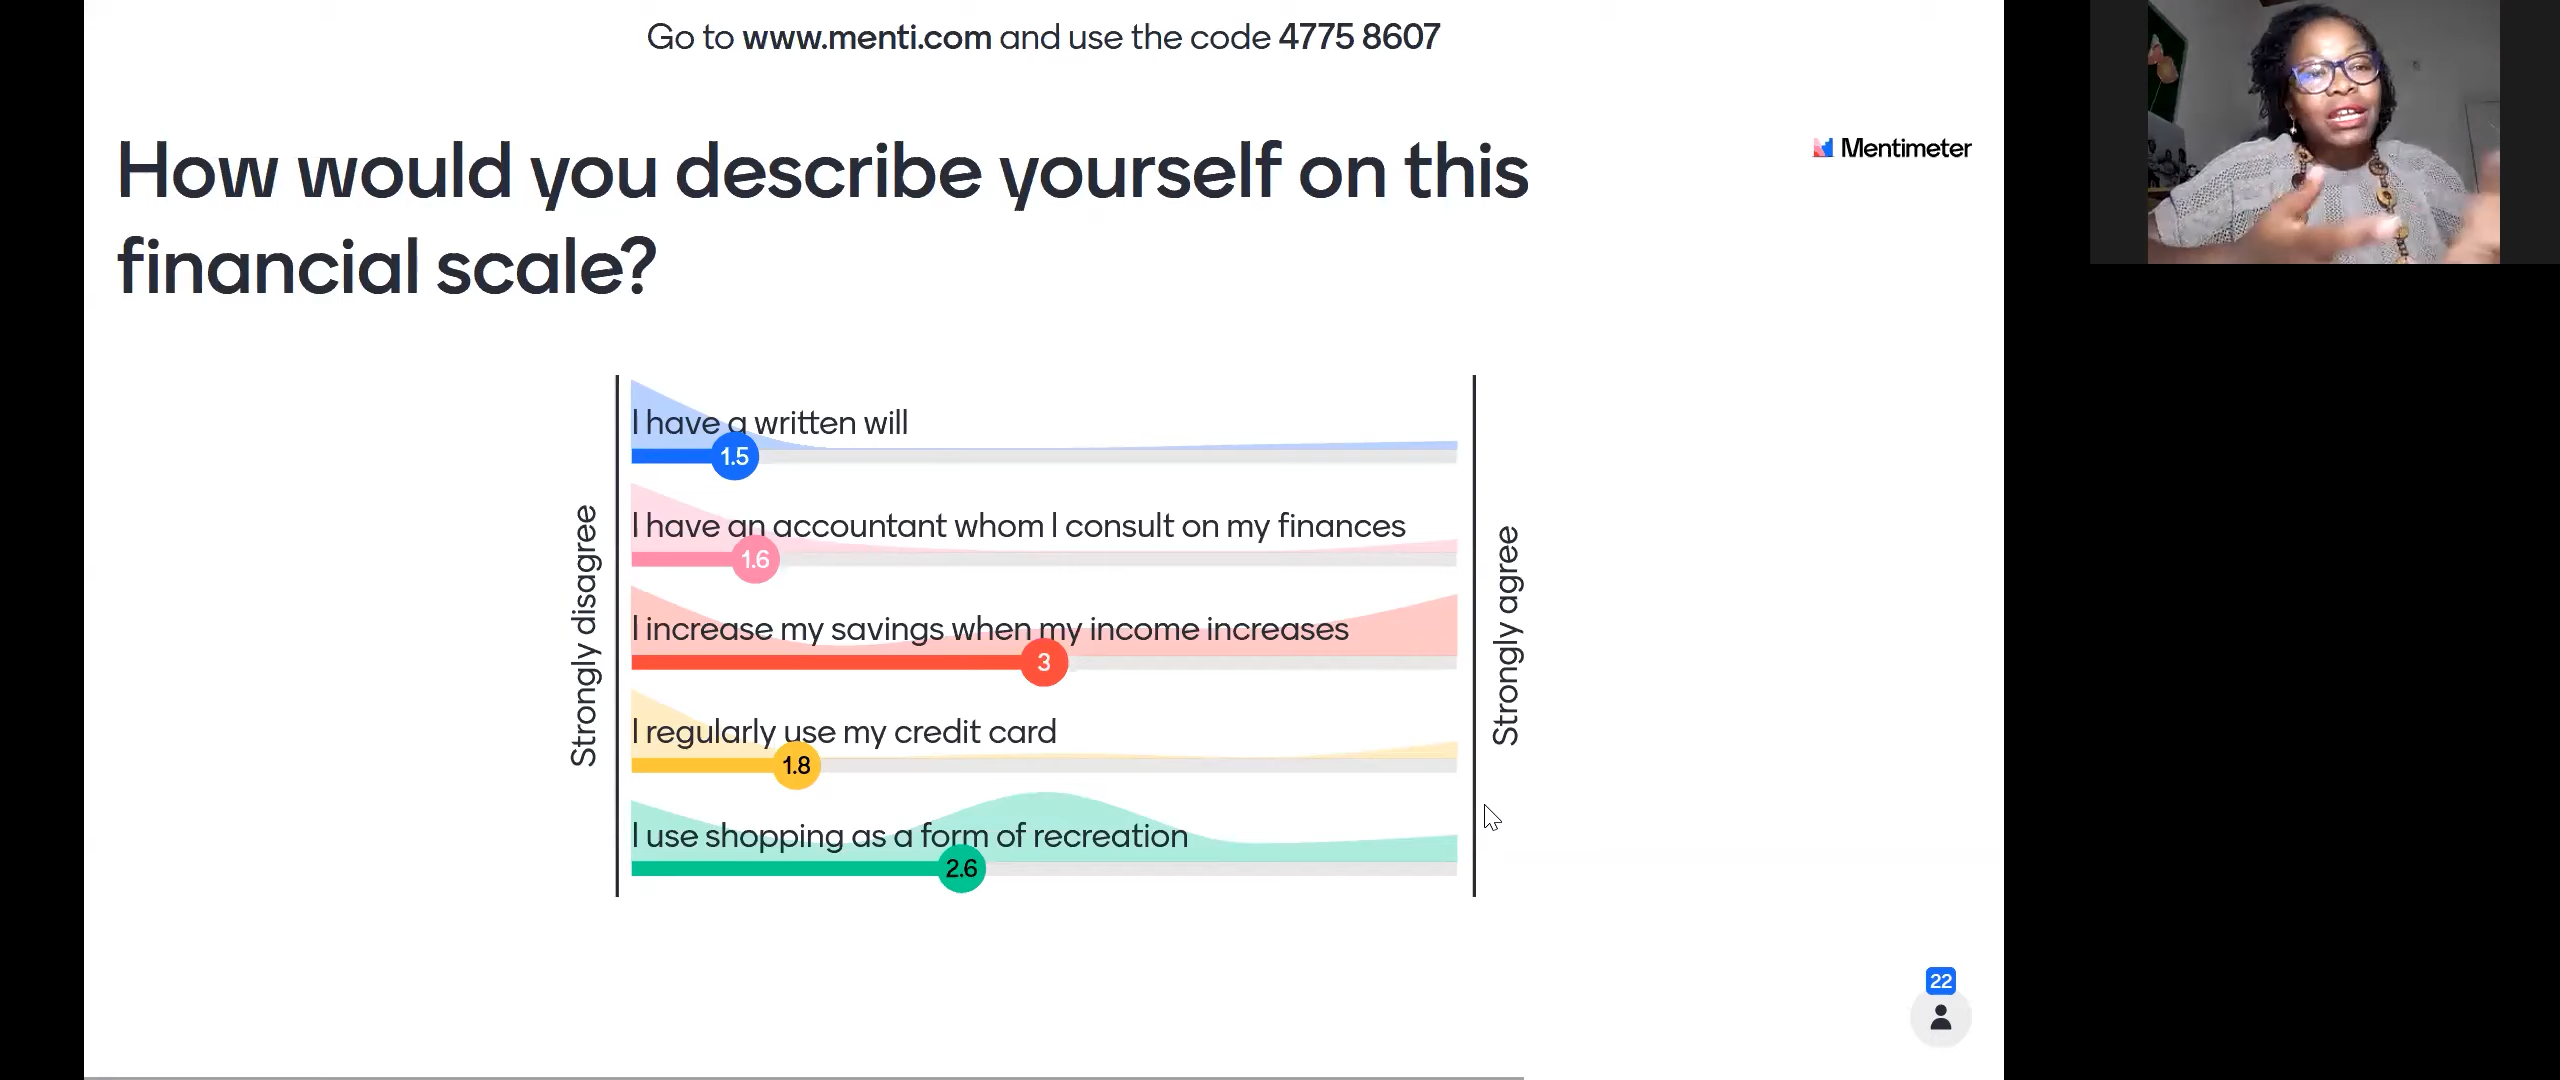 Go to www.menti.com and use the code 4775 8607
How would you describe yourself on this
financial scale?
Mentimeter
Strongly disagree
I have a written will
1.5
I have an accountant whom I consult on my finances
1.6
I increase my savings when my income increases
3
I regularly use my credit card
1.8
I use shopping as a form of recreation
2.6
Strongly agree
22